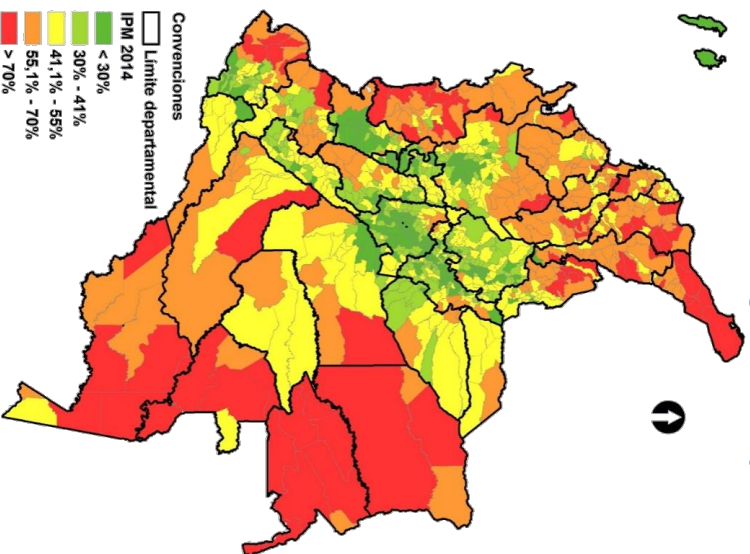 Convenciones
Límite departamental
IPM 2014
< 30%
30% - 41%
41,1% - 55%
55,1% - 70%
> 70%